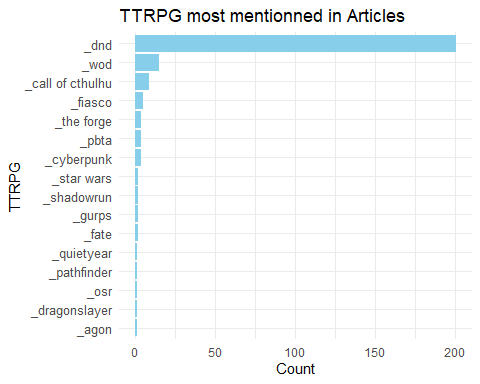 TTRPG most mentionned in Articles
TTRPG
_dnd
_wod
_call of cthulhu
_fiasco
_the forge
_pbta
_cyberpunk
_star wars
_shadowrun
_gurps
_fate
_quietyear
_pathfinder
_osr
_dragonslayer
_agon
0 50 100 150 200
Count